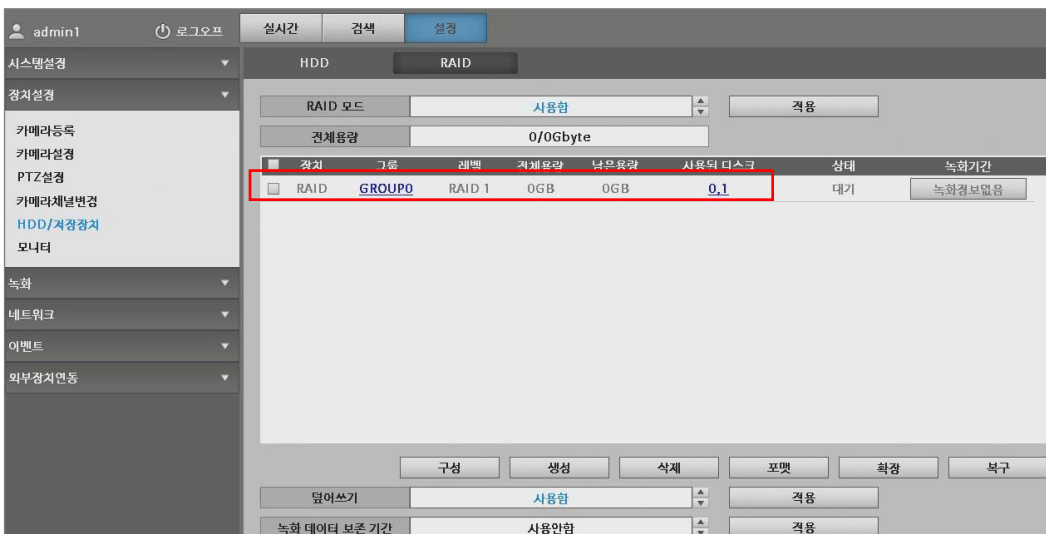 admin1 로그오프 실시간 검색 설정
시스템설정 HDD RAID
장치설정 RAID 모드 사용함 적용
카메라등록 전체용량 0/0Gbyte
카메라설정 장치 그룹 레벨 전체용량 남은용량 사용된 디스크 상태 녹화기간
PTZ설정 RAID GROUP0 RAID 1 0GB 0GB 0,1 대기 녹화정보없음
카메라채널변경
HDD/저장장치
모니터
녹화
네트워크
이벤트
외부장치연동
구성 생성 삭제 포맷 확장 복구
덮어쓰기 사용함 적용
녹화 데이터 보존 기간 사용안함 적용